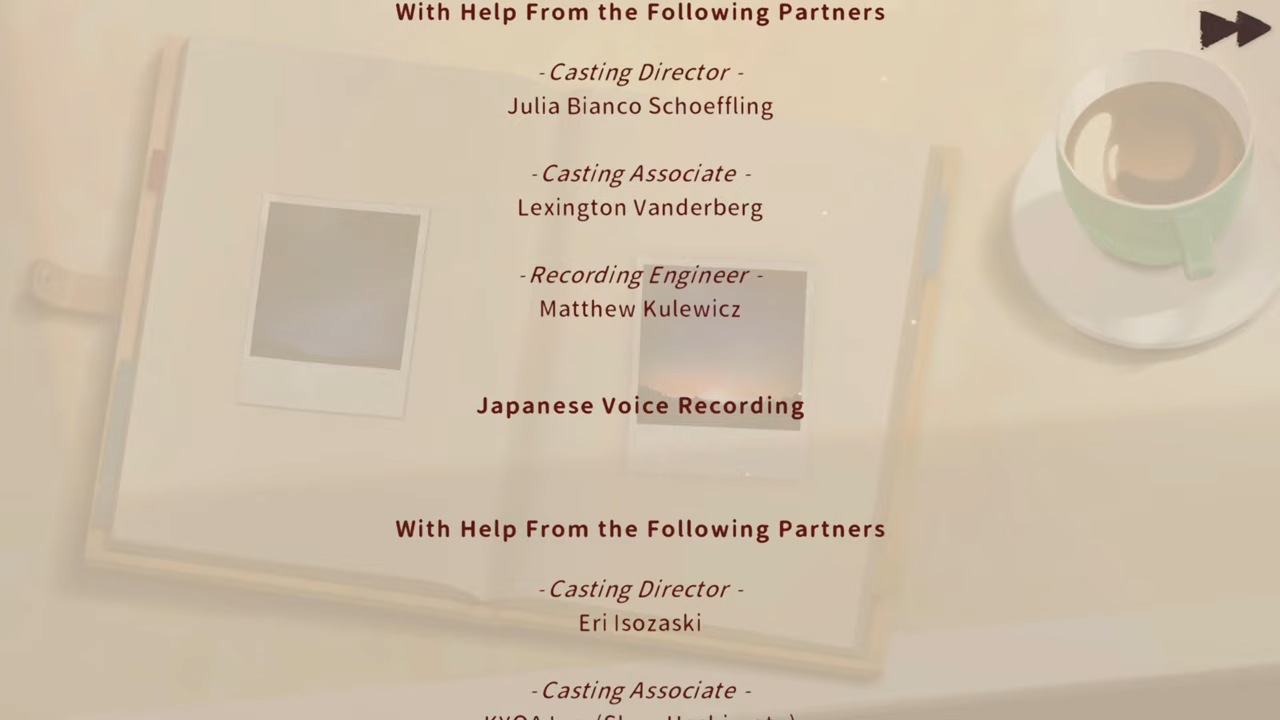 With Help From the Following Partners
- Casting Director -
Julia Bianco Schoeffling
- Casting Associate -
Lexington Vanderberg
- Recording Engineer -
Matthew Kulewicz
Japanese Voice Recording
With Help From the Following Partners
- Casting Director -
Eri Isozaski
- Casting Associate -